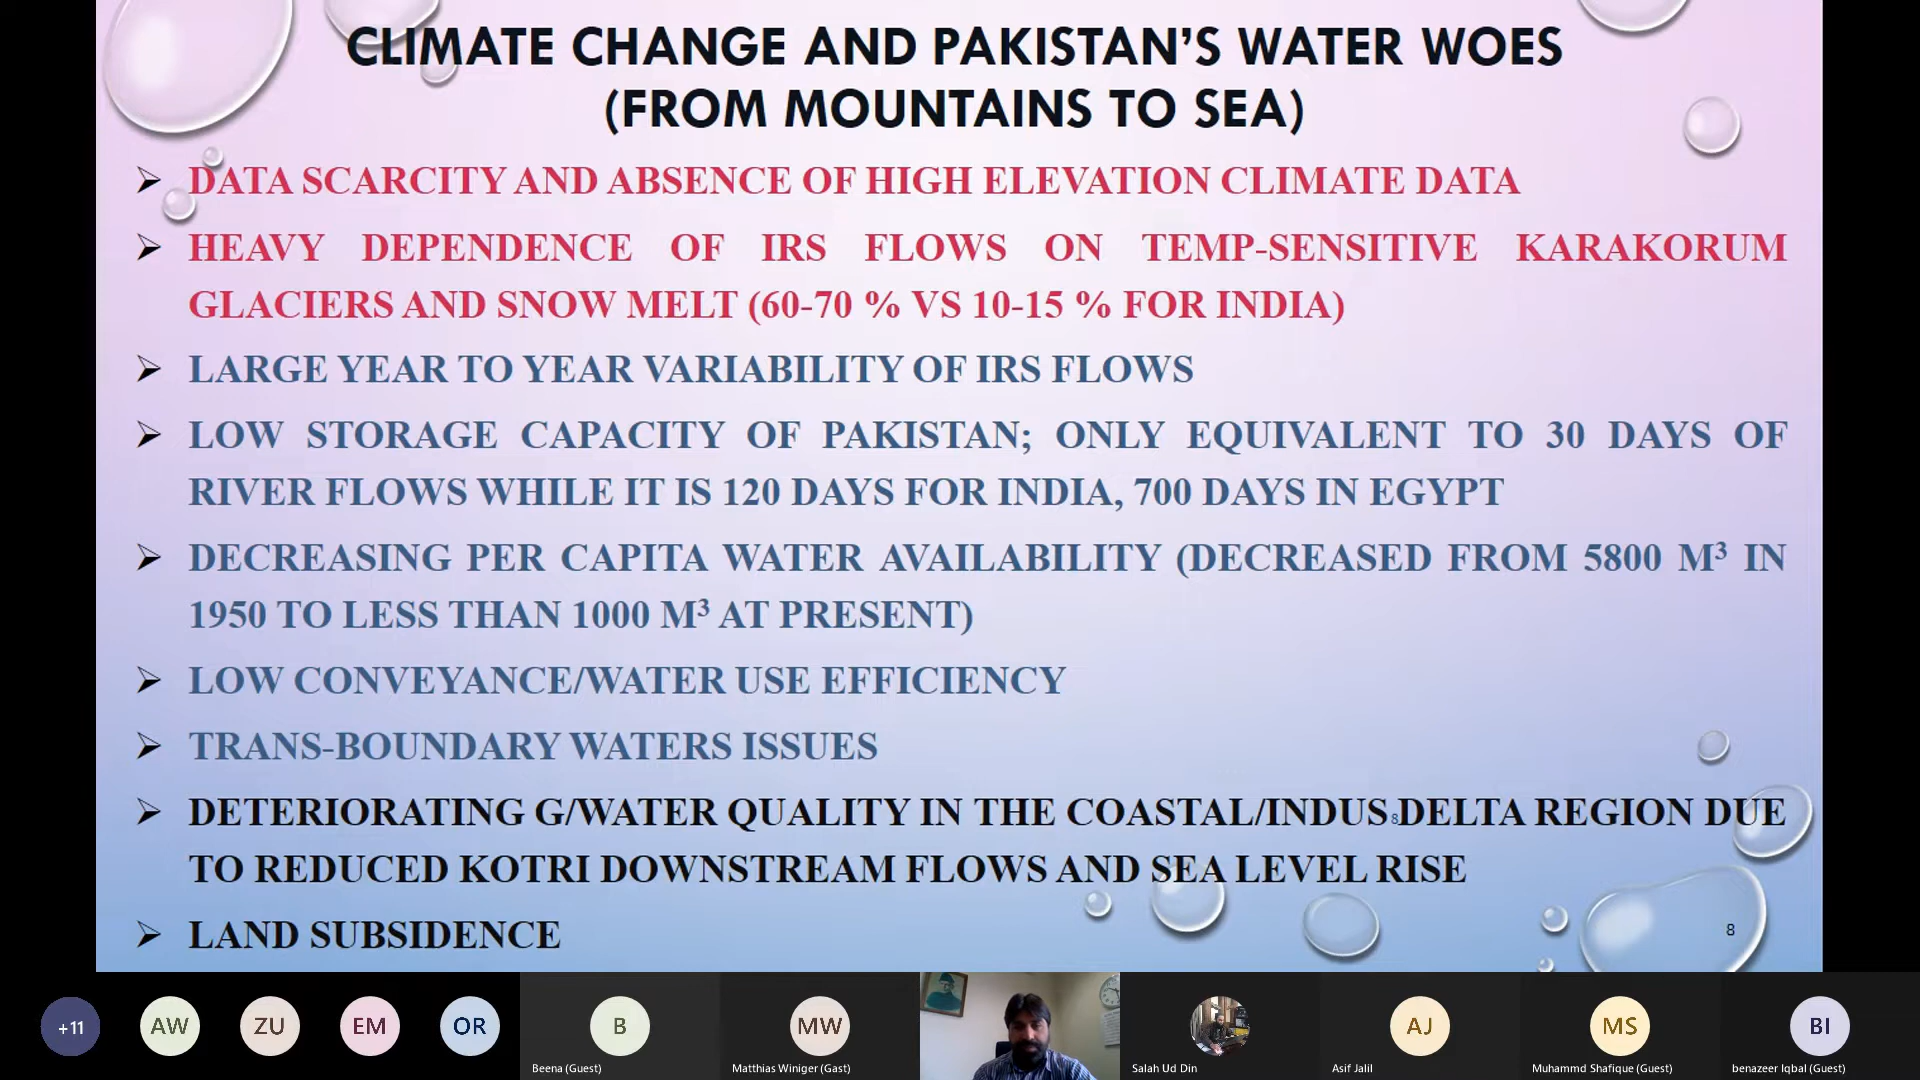 CLIMATE CHANGE AND PAKISTAN'S WATER WOES
(FROM MOUNTAINS TO SEA)
➢ DATA SCARCITY AND ABSENCE OF HIGH ELEVATION CLIMATE DATA
➢ HEAVY DEPENDENCE OF IRS FLOWS ON TEMP-SENSITIVE KARAKORUM
GLACIERS AND SNOW MELT (60-70 % VS 10-15 % FOR INDIA)
➢ LARGE YEAR TO YEAR VARIABILITY OF IRS FLOWS
➢ LOW STORAGE CAPACITY OF PAKISTAN; ONLY EQUIVALENT TO 30 DAYS OF
RIVER FLOWS WHILE IT IS 120 DAYS FOR INDIA, 700 DAYS IN EGYPT
➢ DECREASING PER CAPITA WATER AVAILABILITY (DECREASED FROM 5800 M³ IN
1950 TO LESS THAN 1000 M³ AT PRESENT)
➢ LOW CONVEYANCE/WATER USE EFFICIENCY
➢ TRANS-BOUNDARY WATERS ISSUES
➢ DETERIORATING G/WATER QUALITY IN THE COASTAL/INDUS DELTA REGION DUE
TO REDUCED KOTRI DOWNSTREAM FLOWS AND SEA LEVEL RISE
8
➢ LAND SUBSIDENCE
8
+11
AW
ZU
EM
OR
B
MW
AJ
MS
BI
Beena (Guest)
Matthias Winiger (Gast)
Salah Ud Din
Asif Jalil
Muhammd Shafique (Guest)
benazeer Iqbal (Guest)